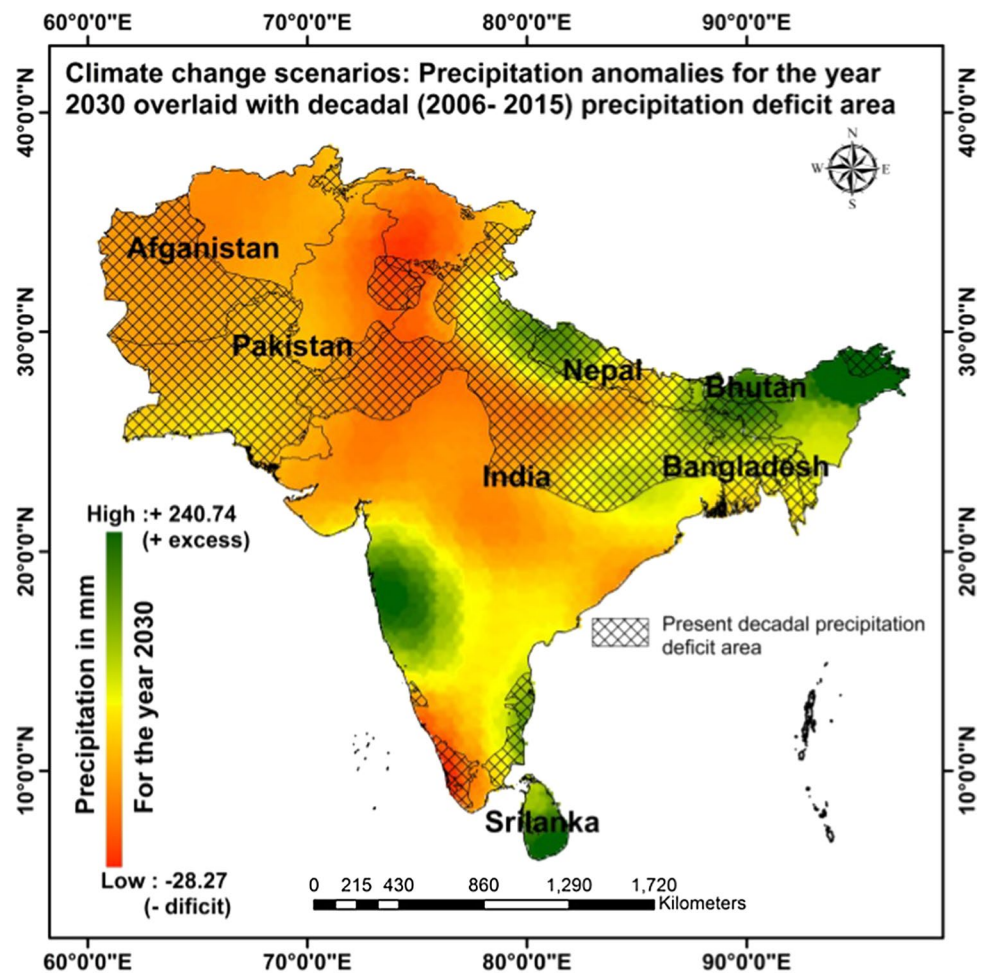 60°0'0"E 70°0'0"E 80°0'0"E 90°0'0"E
Climate change scenarios: Precipitation anomalies for the year
2030 overlaid with decadal (2006- 2015) precipitation deficit area
40°0'0"N
40°0'0"N
N
W E
S
Afganistan
30°0'0"N
30°0'0"N
Pakistan
Nepal
Bhutan
Bangladesh
India
High :+ 240.74
(+ excess)
20°0'0"N
20°0'0"N
Precipitation in mm
For the year 2030
Present decadal precipitation
deficit area
10°0'0"N
10°0'0"N
Srilanka
Low : -28.27
(- dificit)
0 215 430 860 1,290 1,720
Kilometers
60°0'0"E 70°0'0"E 80°0'0"E 90°0'0"E